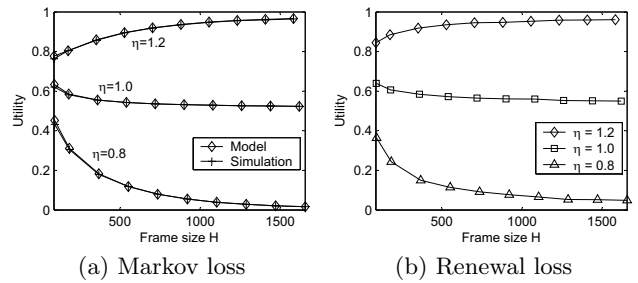 1
0.8
0.6
0.4
0.2
0
Utility
η=1.2
η=1.0
η=0.8
Model
Simulation
500
1000
1500
Frame size H
(a) Markov loss
1
0.8
0.6
0.4
0.2
0
Utility
η = 1.2
η = 1.0
η = 0.8
500
1000
1500
Frame size H
(b) Renewal loss